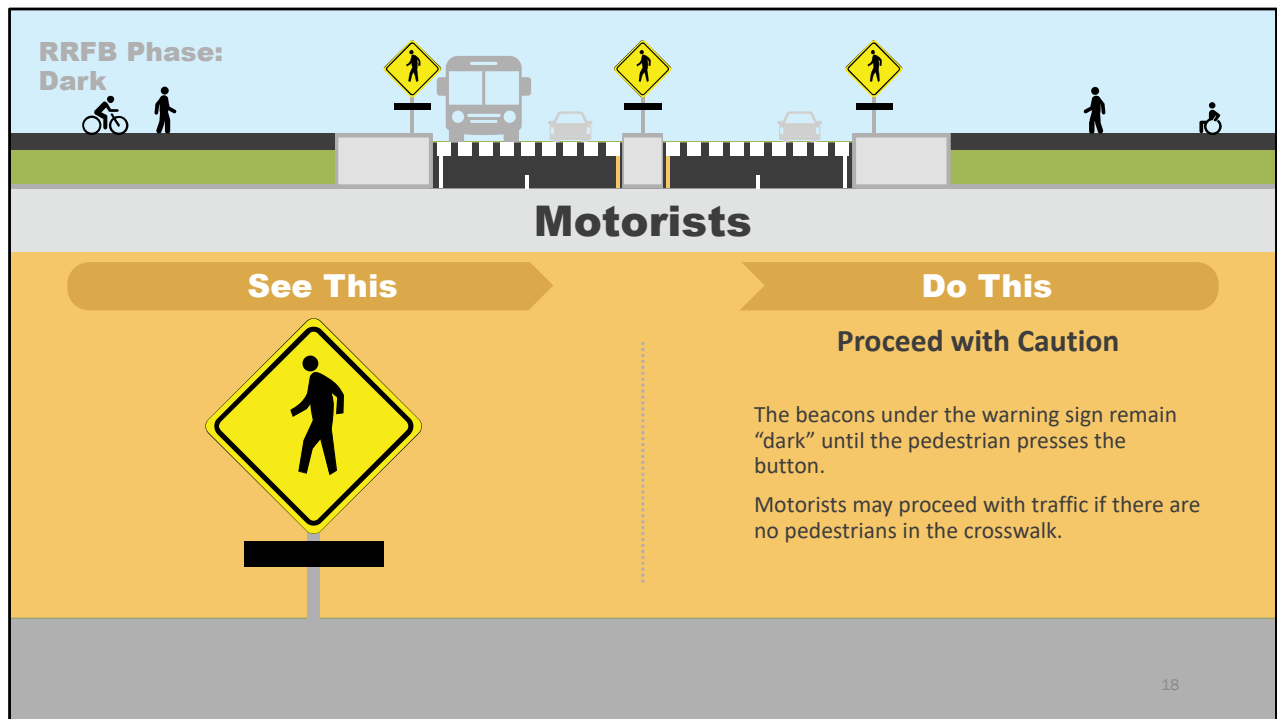 RRFB Phase:
Dark
Motorists
See This
Do This
Proceed with Caution
The beacons under the warning sign remain
“dark” until the pedestrian presses the
button.
Motorists may proceed with traffic if there are
no pedestrians in the crosswalk.
18